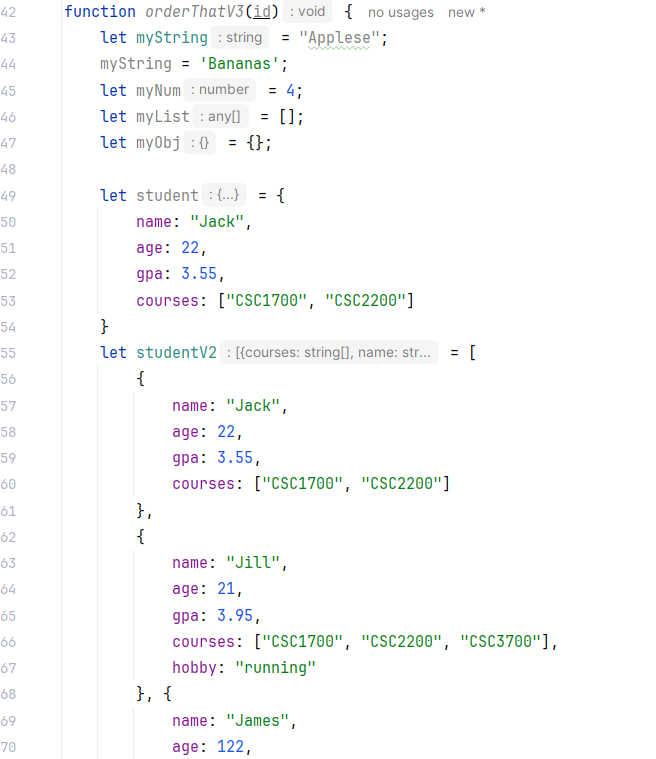 42 function orderThatV3(id) : void { no usages new *
43 let myString : string = "Applese";
44 myString = 'Bananas';
45 let myNum : number = 4;
46 let myList : any[] = [];
47 let myObj : {} = {};
48
49 let student : {...} = {
50 name: "Jack",
51 age: 22,
52 gpa: 3.55,
53 courses: ["CSC1700", "CSC2200"]
54 }
55 let studentV2 : [{courses: string[], name: str... = [
56 {
57 name: "Jack",
58 age: 22,
59 gpa: 3.55,
60 courses: ["CSC1700", "CSC2200"]
61 },
62 {
63 name: "Jill",
64 age: 21,
65 gpa: 3.95,
66 courses: ["CSC1700", "CSC2200", "CSC3700"],
67 hobby: "running"
68 }, {
69 name: "James",
70 age: 122,